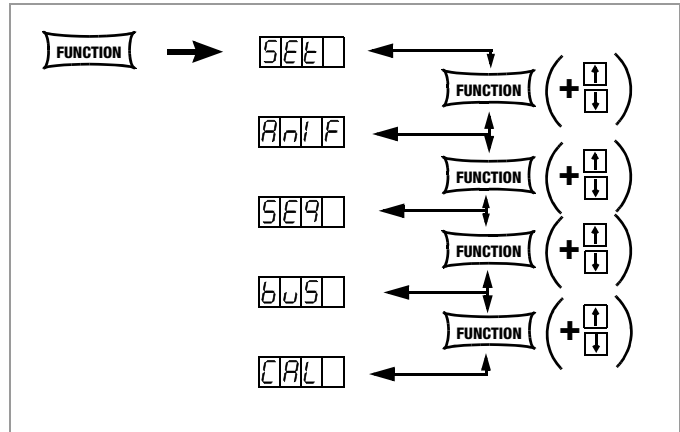 FUNCTION
SEt
FUNCTION
+
AnIF
FUNCTION
+
SEq
FUNCTION
+
buS
FUNCTION
+
CAL